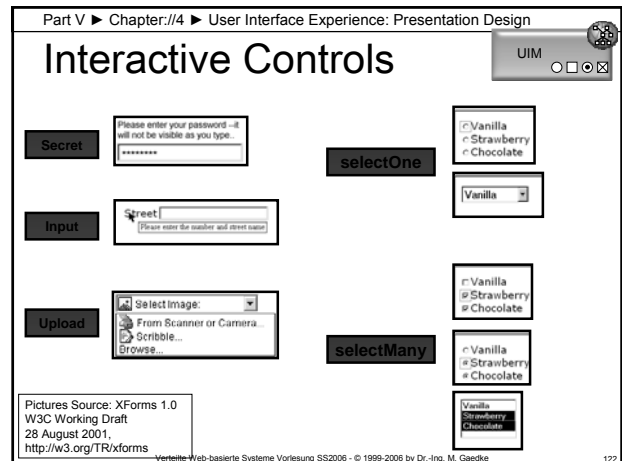 Part V ► Chapter://4 ► User Interface Experience: Presentation Design
Interactive Controls
UIM
Secret
Please enter your password --it
will not be visible as you type..
********
Input
Street
Please enter the number and street name
Upload
Select Image:
From Scanner or Camera...
Scribble...
Browse...
selectOne
Vanilla
Strawberry
Chocolate
Vanilla
selectMany
Vanilla
Strawberry
Chocolate
Vanilla
Strawberry
Chocolate
Vanilla
Strawberry
Chocolate
Pictures Source: XForms 1.0
W3C Working Draft
28 August 2001,
http://w3.org/TR/xforms
Verteilte Web-basierte Systeme Vorlesung SS2006 - © 1999-2006 by Dr.-Ing. M. Gaedke
122